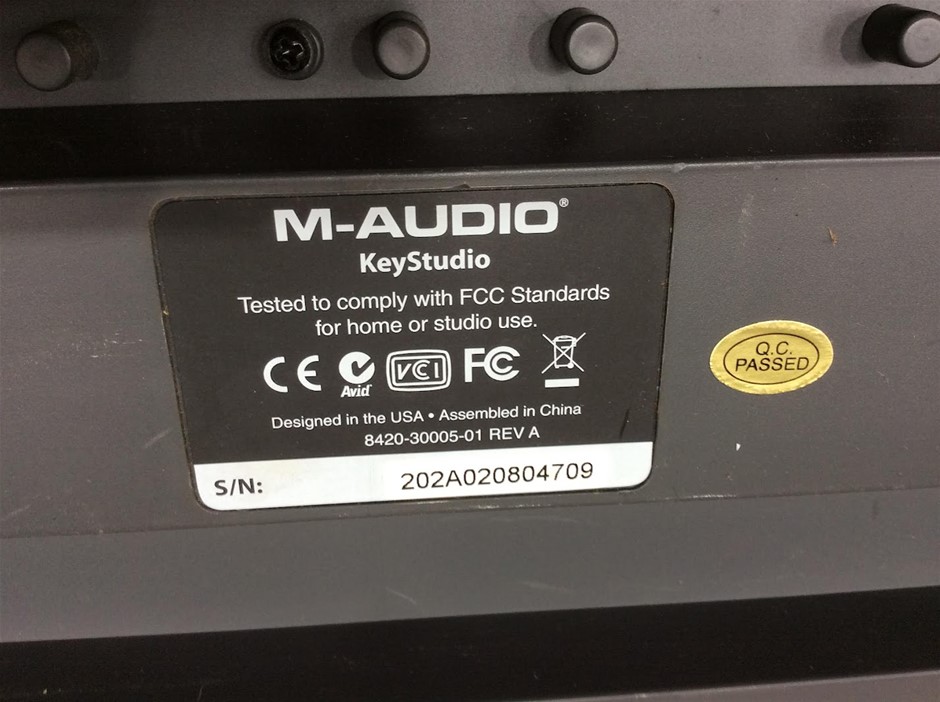 M-AUDIO®
KeyStudio
Tested to comply with FCC Standards
for home or studio use.
CE Avid VCI FC
Designed in the USA • Assembled in China
8420-30005-01 REV A
S/N: 202A020804709
Q.C.
PASSED